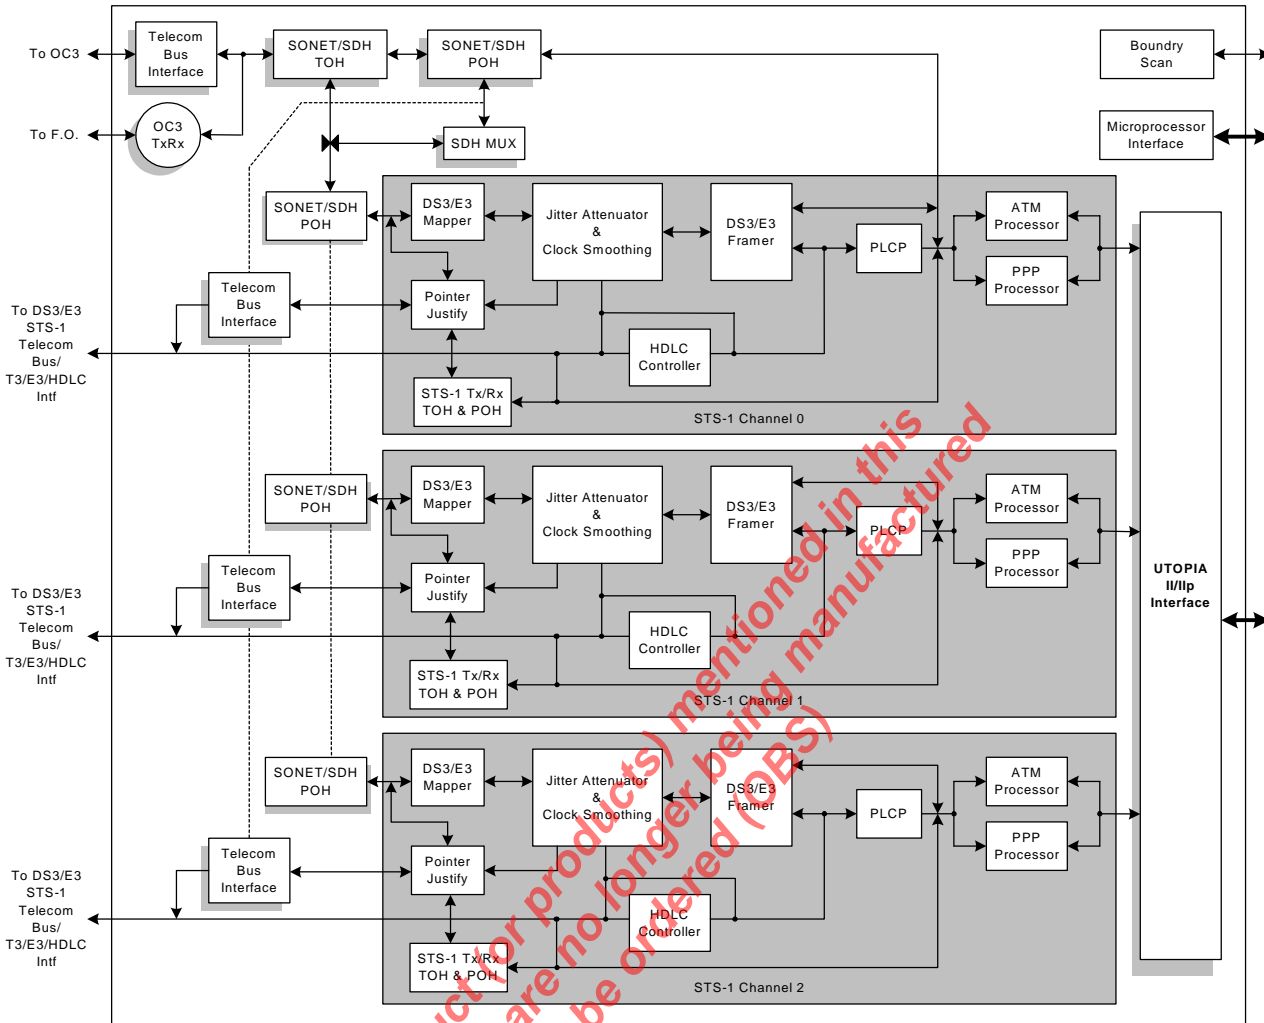 To OC3
Telecom
Bus
Interface
SONET/SDH
TOH
SONET/SDH
POH
Boundry
Scan
To F.O.
OC3
TxRx
SDH MUX
Microprocessor
Interface
SONET/SDH
POH
DS3/E3
Mapper
Jitter Attenuator
&
Clock Smoothing
DS3/E3
Framer
PLCP
ATM
Processor
PPP
Processor
Telecom
Bus
Interface
Pointer
Justify
To DS3/E3
STS-1
Telecom
Bus/
T3/E3/HDLC
Intf
HDLC
Controller
STS-1 Tx/Rx
TOH & POH
STS-1 Channel 0
SONET/SDH
POH
DS3/E3
Mapper
Jitter Attenuator
&
Clock Smoothing
DS3/E3
Framer
PLCP
ATM
Processor
PPP
Processor
Telecom
Bus
Interface
Pointer
Justify
To DS3/E3
STS-1
Telecom
Bus/
T3/E3/HDLC
Intf
HDLC
Controller
STS-1 Tx/Rx
TOH & POH
STS-1 Channel 1
UTOPIA
II/IIp
Interface
SONET/SDH
POH
DS3/E3
Mapper
Jitter Attenuator
&
Clock Smoothing
DS3/E3
Framer
PLCP
ATM
Processor
PPP
Processor
Telecom
Bus
Interface
Pointer
Justify
To DS3/E3
STS-1
Telecom
Bus/
T3/E3/HDLC
Intf
HDLC
Controller
STS-1 Tx/Rx
TOH & POH
STS-1 Channel 2
(or products) mentioned in this
are no longer being manufactured
be ordered (OBS)